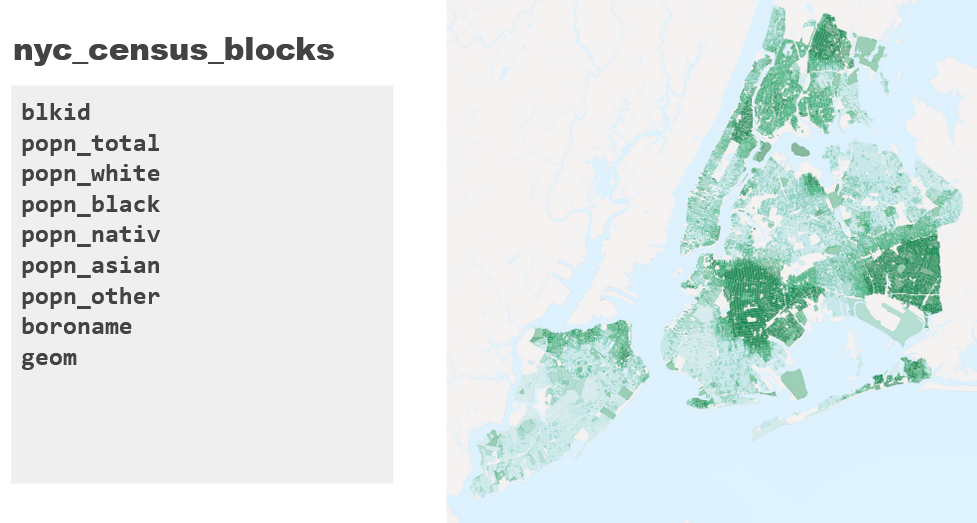 nyc_census_blocks
blkid
popn_total
popn_white
popn_black
popn_nativ
popn_asian
popn_other
boroname
geom